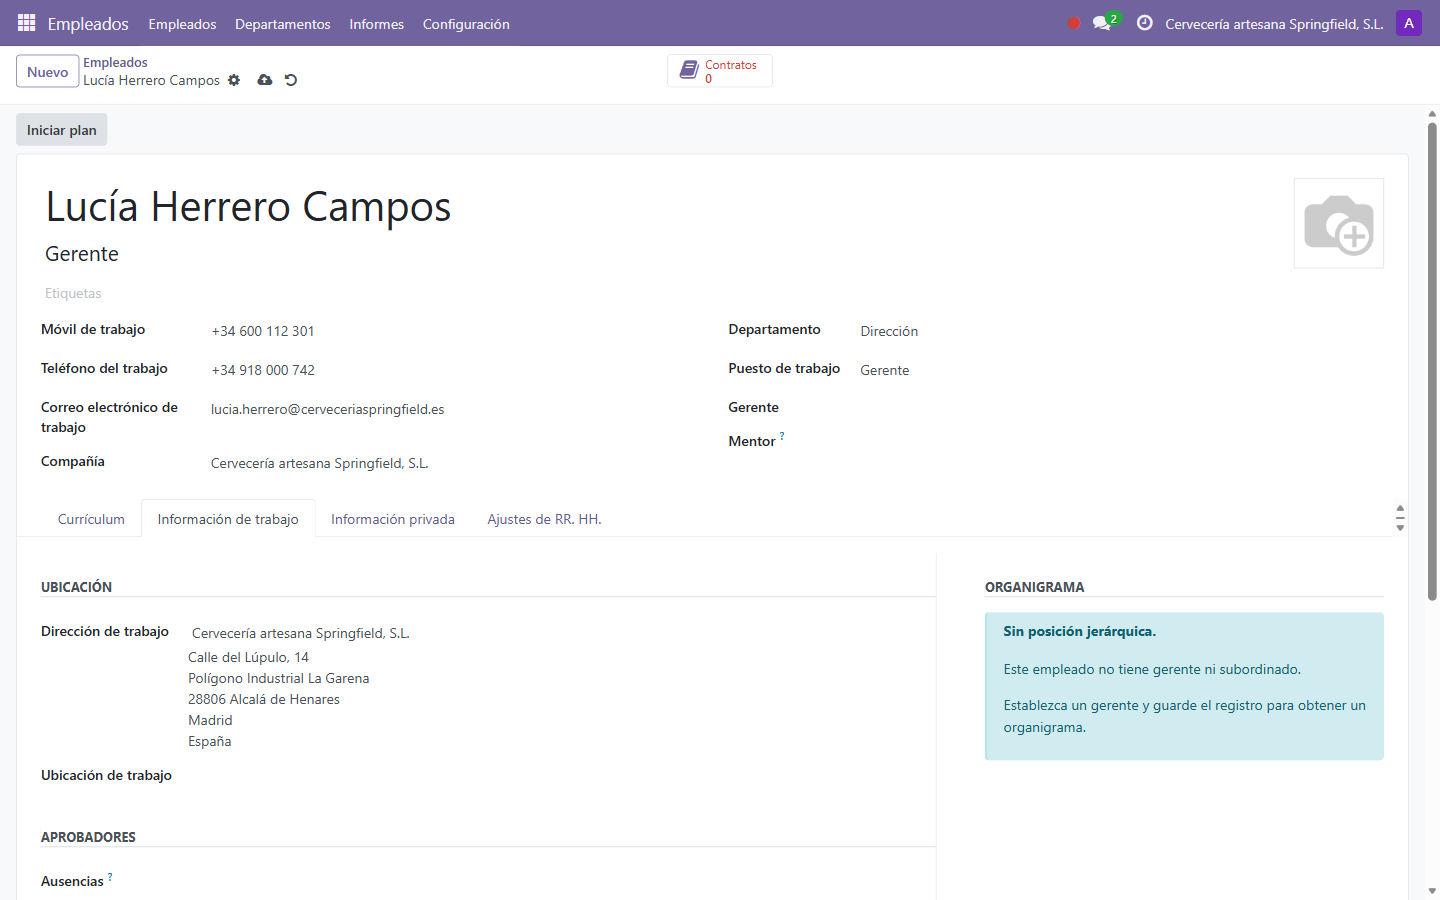 Empleados
Empleados
Departamentos
Informes
Configuración
2
Cervecería artesana Springfield, S.L.
A
Nuevo
Empleados
Lucía Herrero Campos
Contratos
0
Iniciar plan
Lucía Herrero Campos
Gerente
Etiquetas
Móvil de trabajo
+34 600 112 301
Teléfono del trabajo
+34 918 000 742
Correo electrónico de
trabajo
lucia.herrero@cerveceriaspringfield.es
Compañía
Cervecería artesana Springfield, S.L.
Departamento
Dirección
Puesto de trabajo
Gerente
Gerente
Mentor ?
Currículum
Información de trabajo
Información privada
Ajustes de RR. HH.
UBICACIÓN
Dirección de trabajo
Cervecería artesana Springfield, S.L.
Calle del Lúpulo, 14
Polígono Industrial La Garena
28806 Alcalá de Henares
Madrid
España
Ubicación de trabajo
APROBADORES
Ausencias ?
ORGANIGRAMA
Sin posición jerárquica.
Este empleado no tiene gerente ni subordinado.
Establezca un gerente y guarde el registro para obtener un
organigrama.